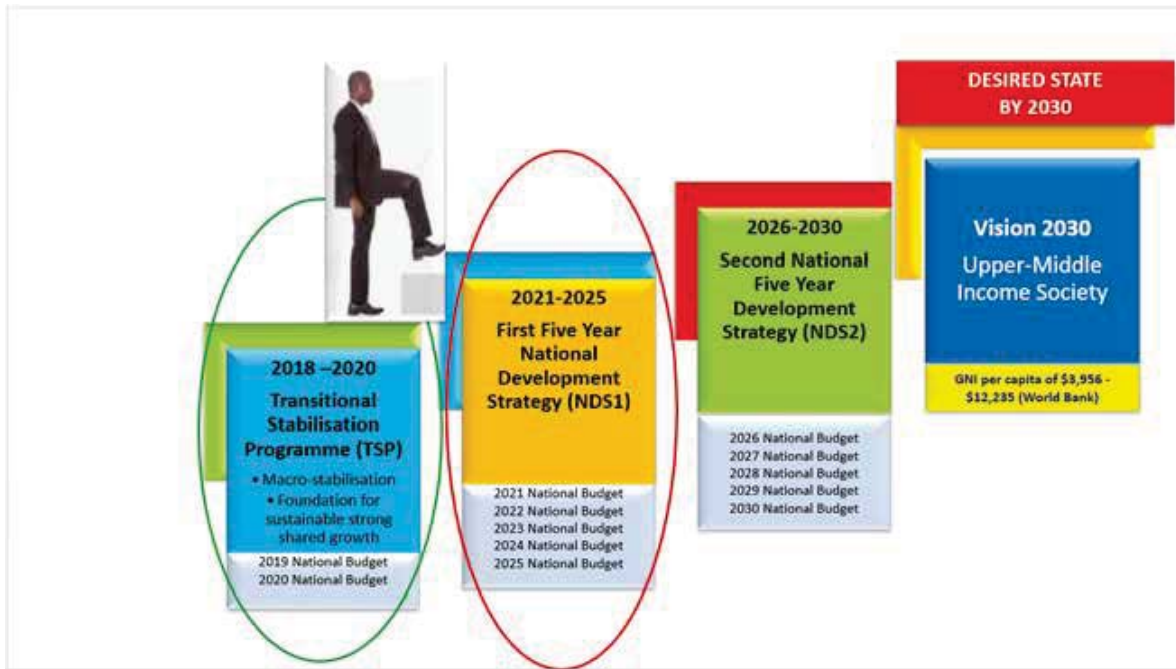 2018 –2020
Transitional
Stabilisation
Programme (TSP)
• Macro-stabilisation
• Foundation for
sustainable strong
shared growth
2019 National Budget
2020 National Budget
2021-2025
First Five Year
National
Development
Strategy (NDS1)
2021 National Budget
2022 National Budget
2023 National Budget
2024 National Budget
2025 National Budget
2026-2030
Second National
Five Year
Development
Strategy (NDS2)
2026 National Budget
2027 National Budget
2028 National Budget
2029 National Budget
2030 National Budget
DESIRED STATE
BY 2030
Vision 2030
Upper-Middle
Income Society
GNI per capita of $3,956 -
$12,235 (World Bank)